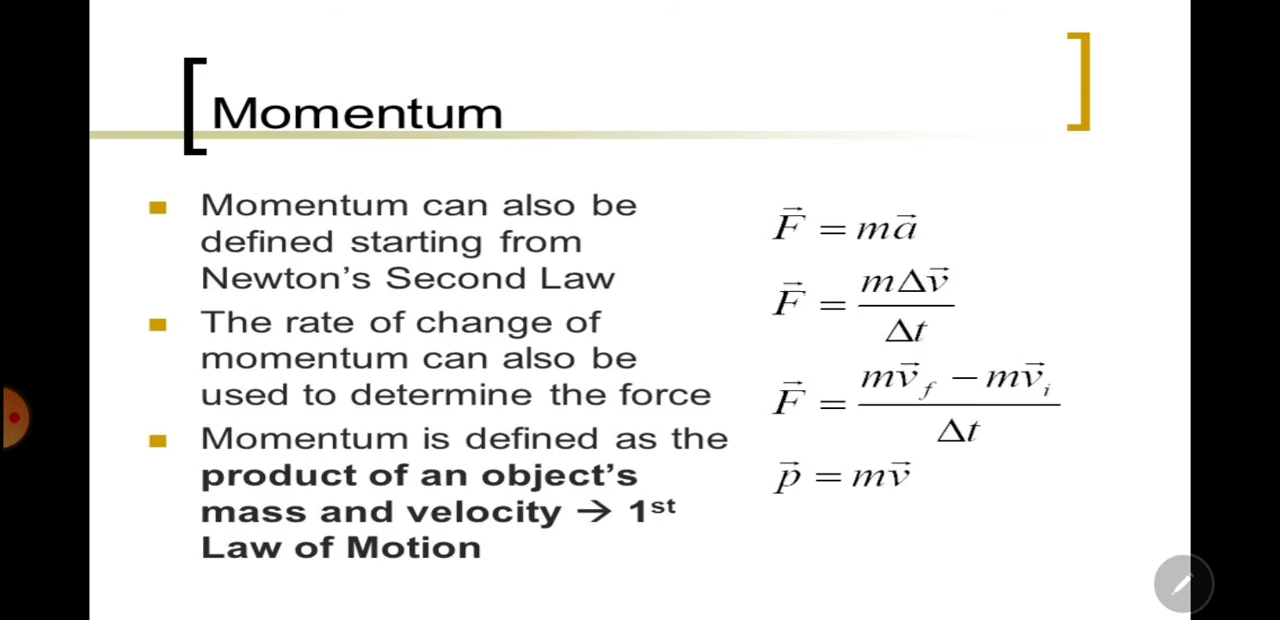 Momentum
Momentum can also be
defined starting from
Newton's Second Law
The rate of change of
momentum can also be
used to determine the force
Momentum is defined as the
product of an object's
mass and velocity → 1st
Law of Motion
F⃗ = ma⃗
F⃗ = mΔv⃗ / Δt
F⃗ = (mv⃗f − mv⃗i) / Δt
p⃗ = mv⃗